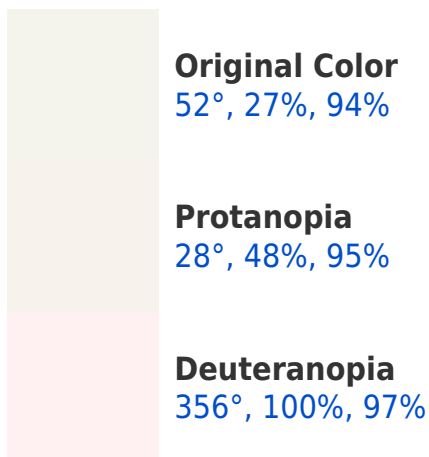 Original Color
52°, 27%, 94%
Protanopia
28°, 48%, 95%
Deuteranopia
356°, 100%, 97%